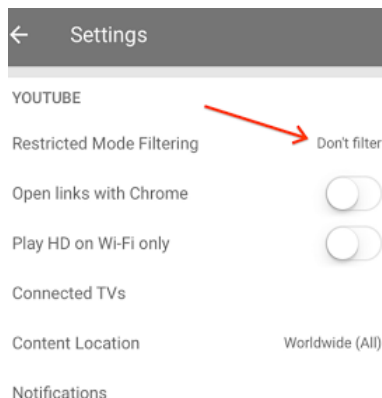 Settings
YOUTUBE
Restricted Mode Filtering Don't filter
Open links with Chrome
Play HD on Wi-Fi only
Connected TVs
Content Location Worldwide (All)
Notifications